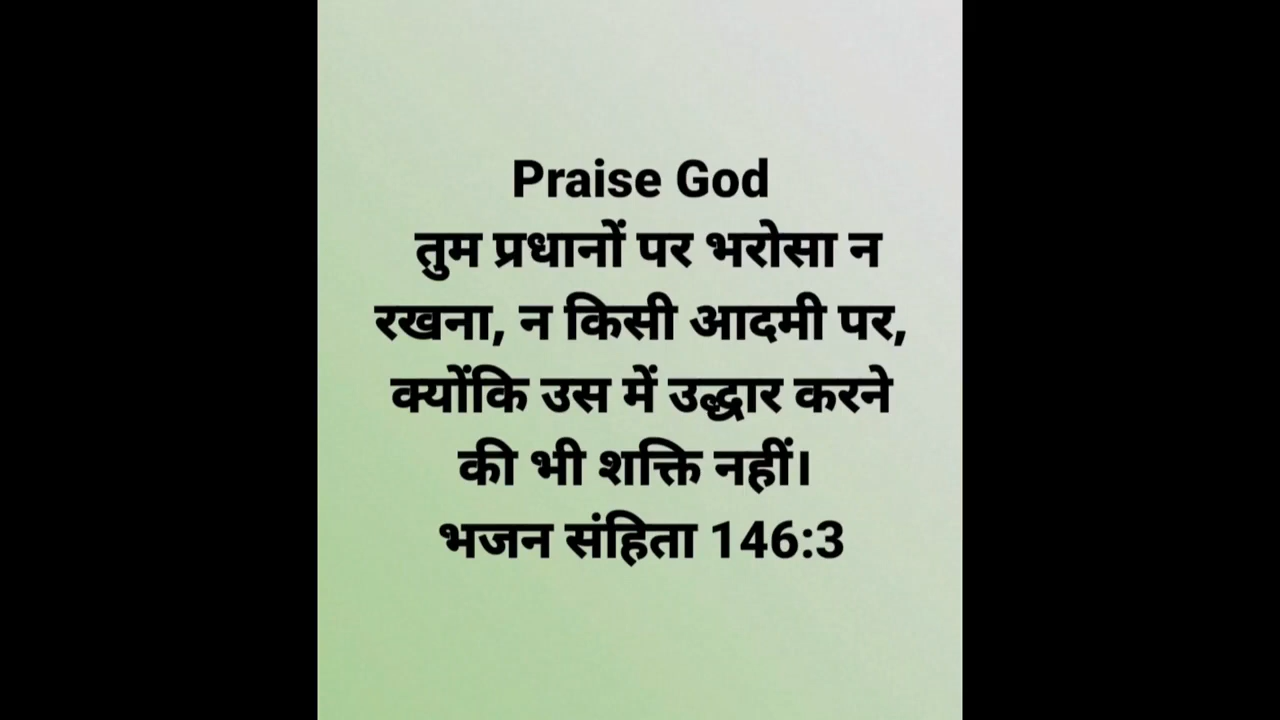 Praise God
तुम प्रधानों पर भरोसा न
रखना, न किसी आदमी पर,
क्योंकि उस में उद्धार करने
की भी शक्ति नहीं।
भजन संहिता 146:3